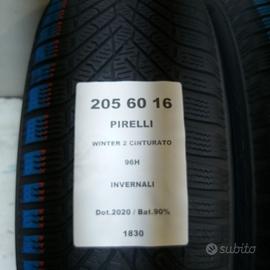 205 60 16
PIRELLI
WINTER 2 CINTURATO
96H
INVERNALI
Dot.2020 / Bat.90%
1830
subito